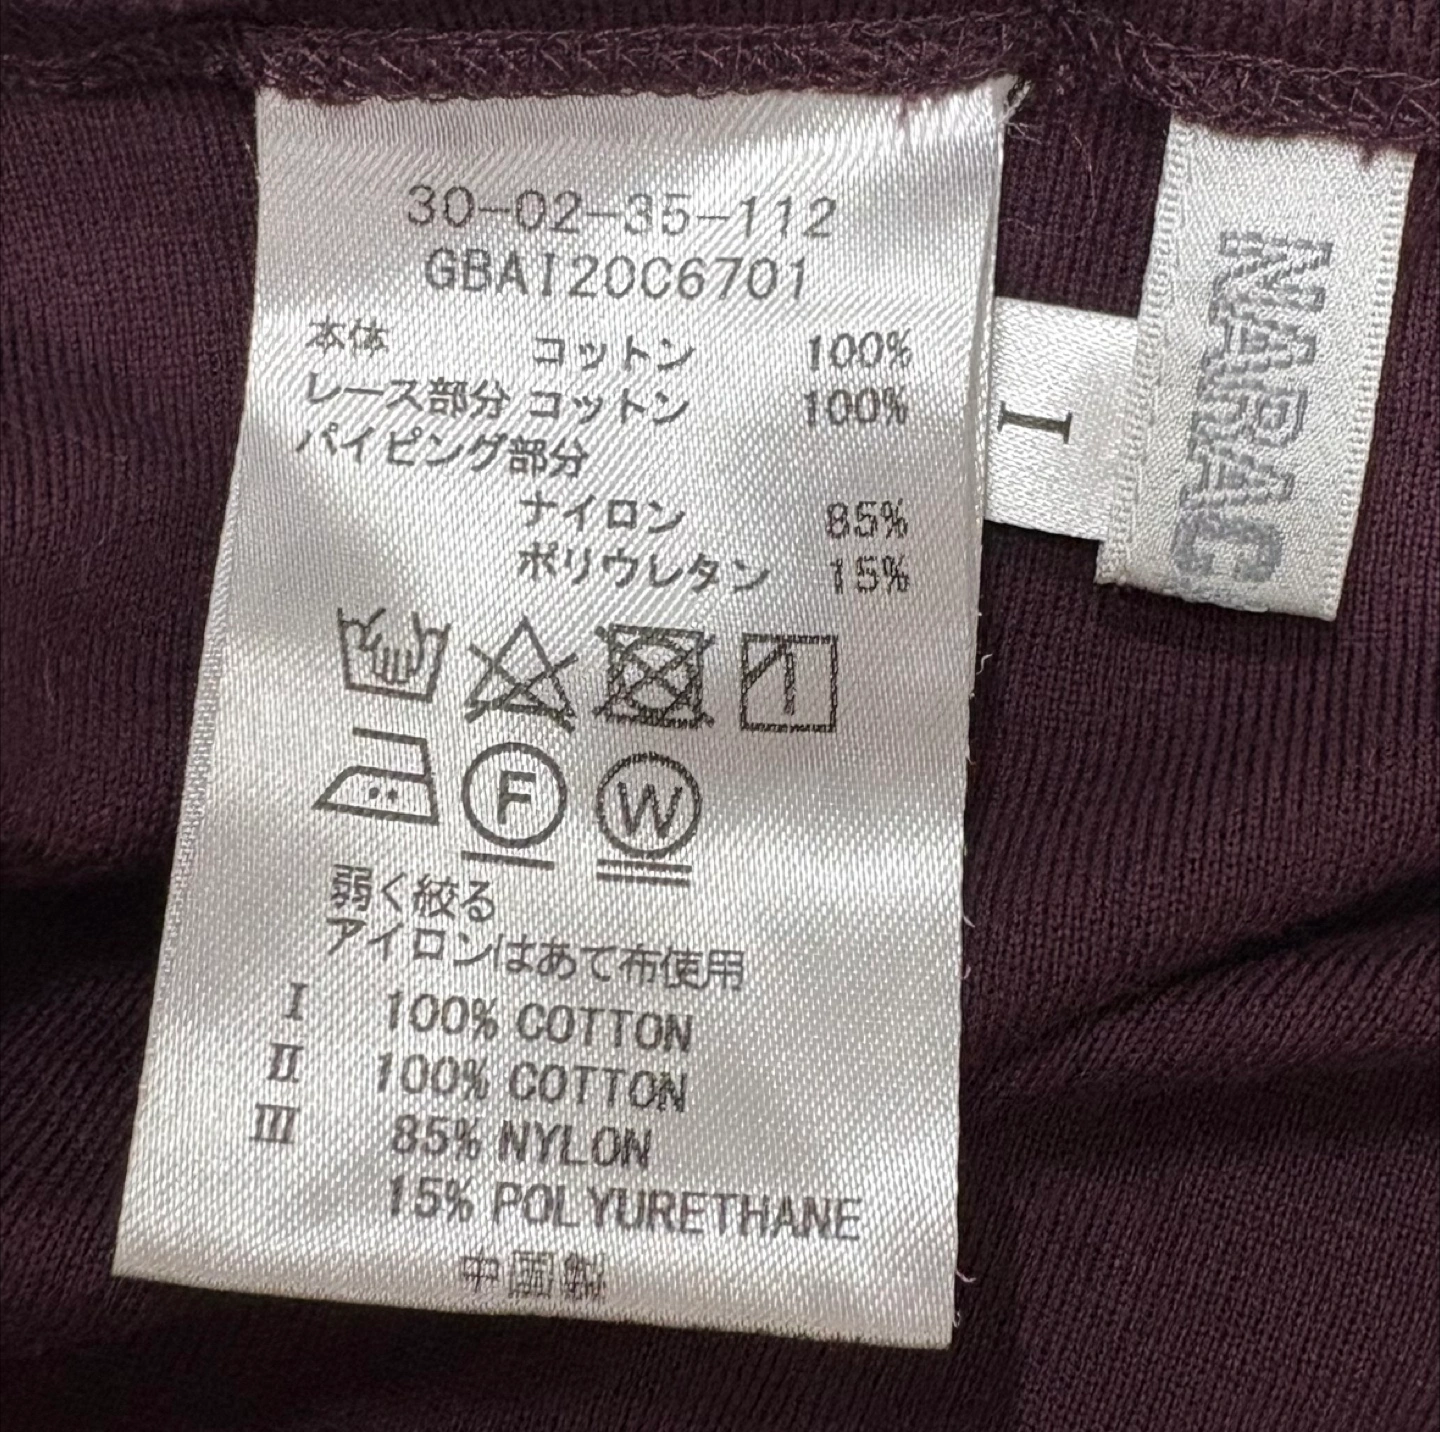 30-02-35-112
GBAI20C6701
本体 コットン 100%
レース部分 コットン 100%
パイピング部分
ナイロン 85%
ポリウレタン 15%
F W
弱く絞る
アイロンはあて布使用
I 100% COTTON
II 100% COTTON
III 85% NYLON
15% POLYURETHANE
中国製
I
NARAC